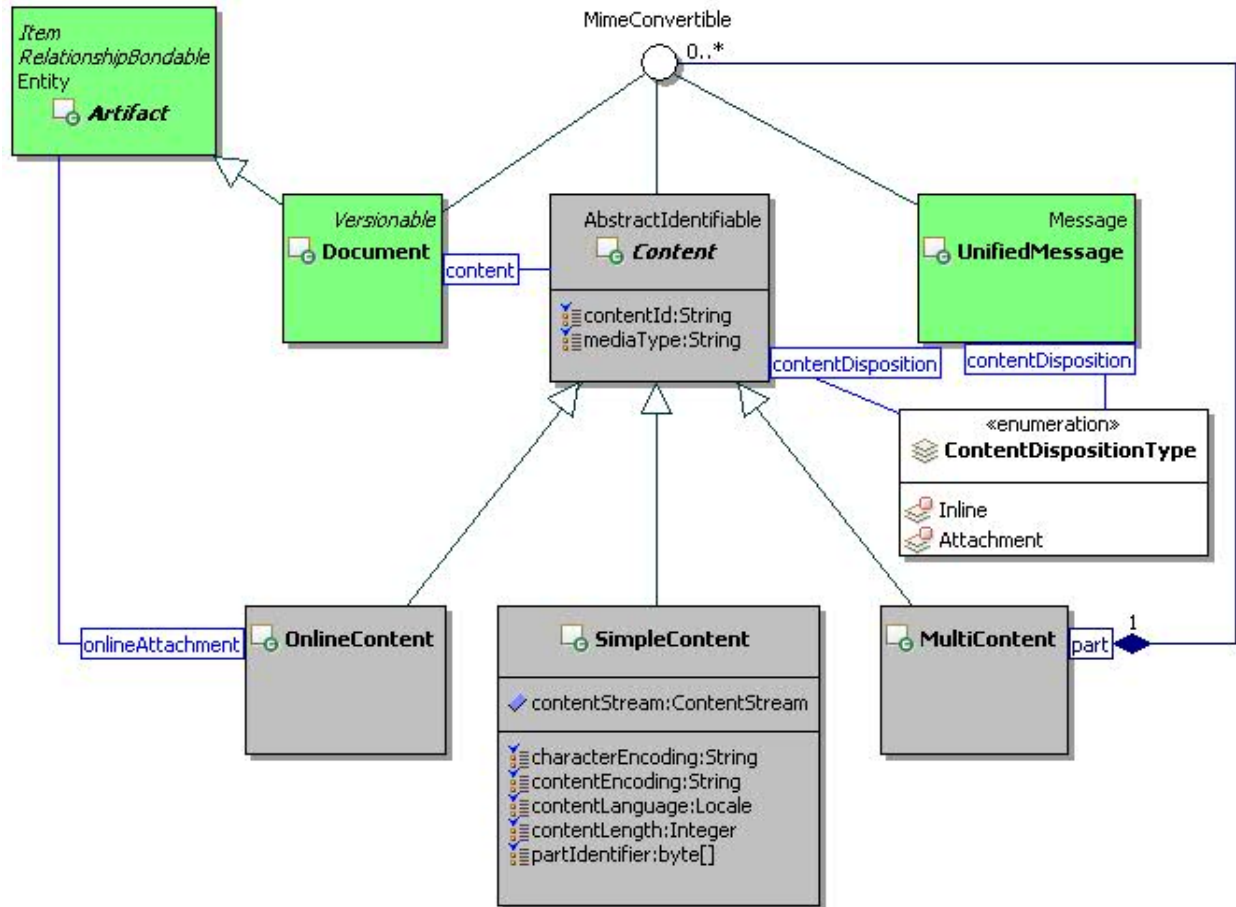 MimeConvertible
0..*
Item
RelationshipBondable
Entity
Artifact
Versionable
Document
content
AbstractIdentifiable
Content
contentId:String
mediaType:String
Message
UnifiedMessage
contentDisposition
contentDisposition
«enumeration»
ContentDispositionType
Inline
Attachment
onlineAttachment
OnlineContent
SimpleContent
contentStream:ContentStream
characterEncoding:String
contentEncoding:String
contentLanguage:Locale
contentLength:Integer
partIdentifier:byte[]
MultiContent
part
1